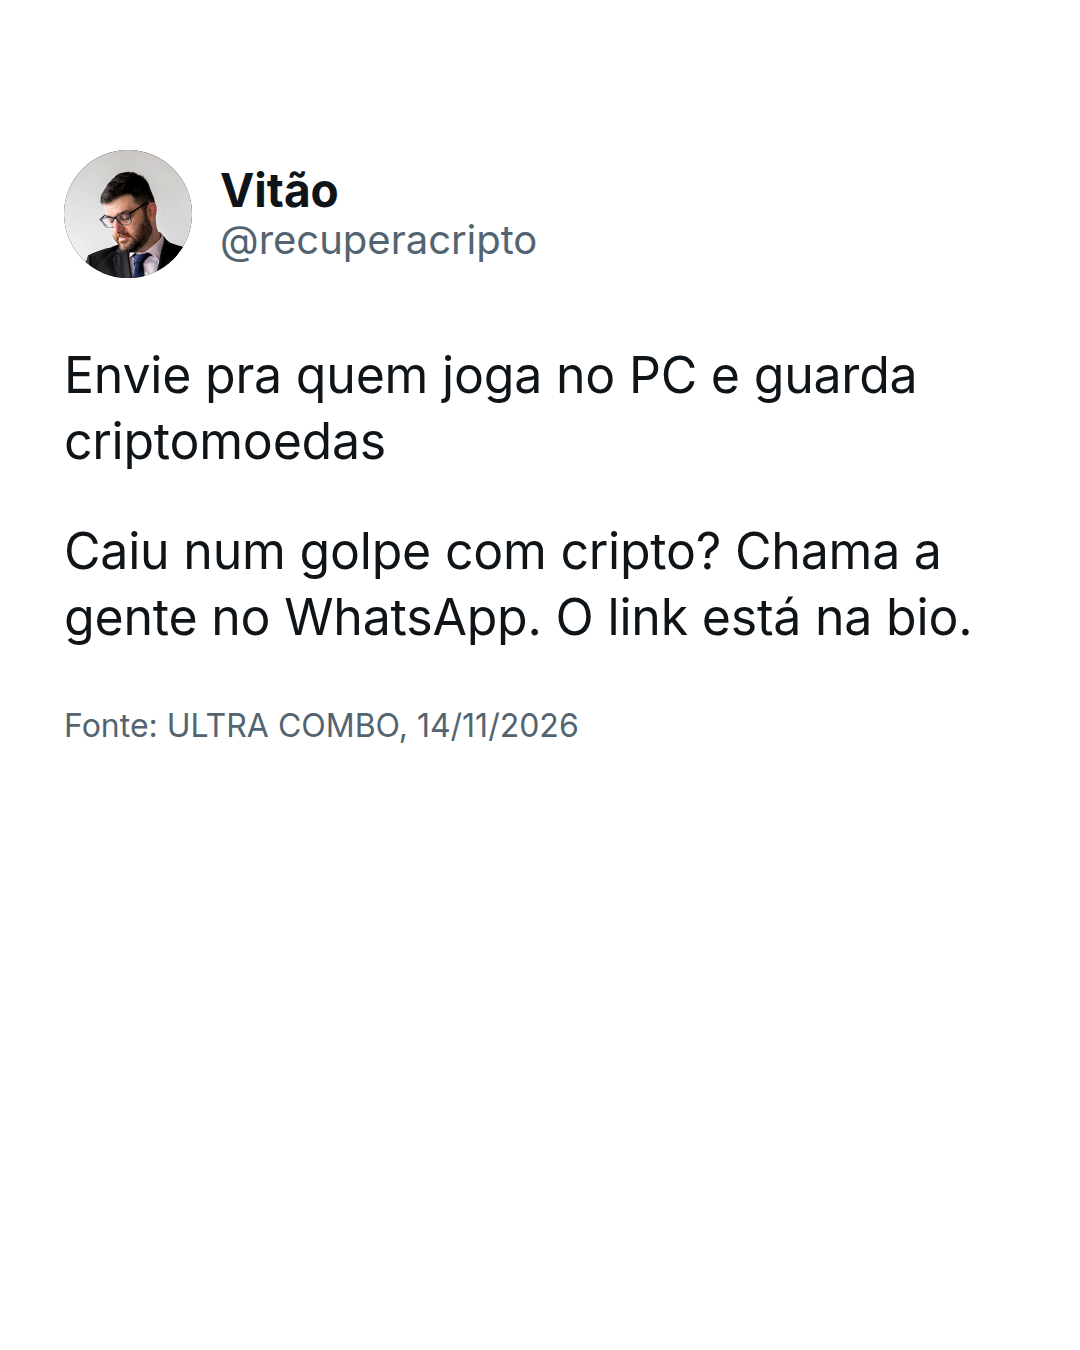 Vitão
@recuperacripto
Envie pra quem joga no PC e guarda
criptomoedas
Caiu num golpe com cripto? Chama a
gente no WhatsApp. O link está na bio.
Fonte: ULTRA COMBO, 14/11/2026